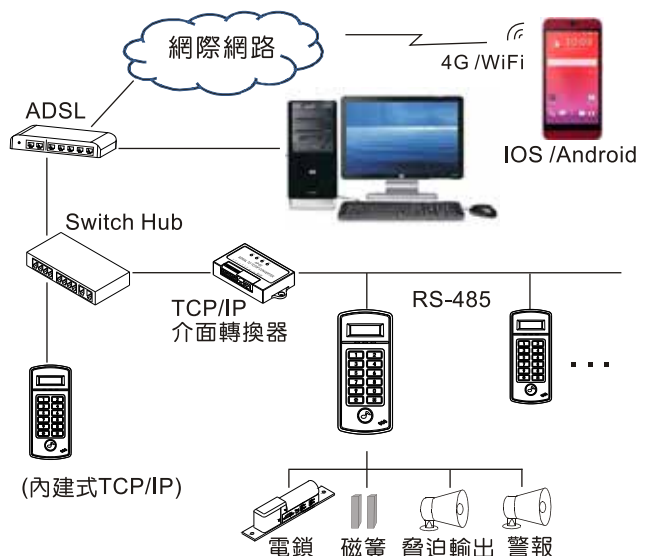 網際網路
4G /WiFi
ADSL
IOS /Android
Switch Hub
TCP/IP
介面轉換器
RS-485
...
(內建式TCP/IP)
電鎖
磁簧
脅迫輸出
警報